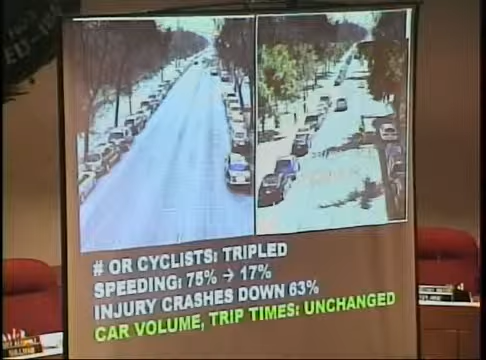 # OR CYCLISTS: TRIPLED
SPEEDING: 75% → 17%
INJURY CRASHES DOWN 63%
CAR VOLUME, TRIP TIMES: UNCHANGED